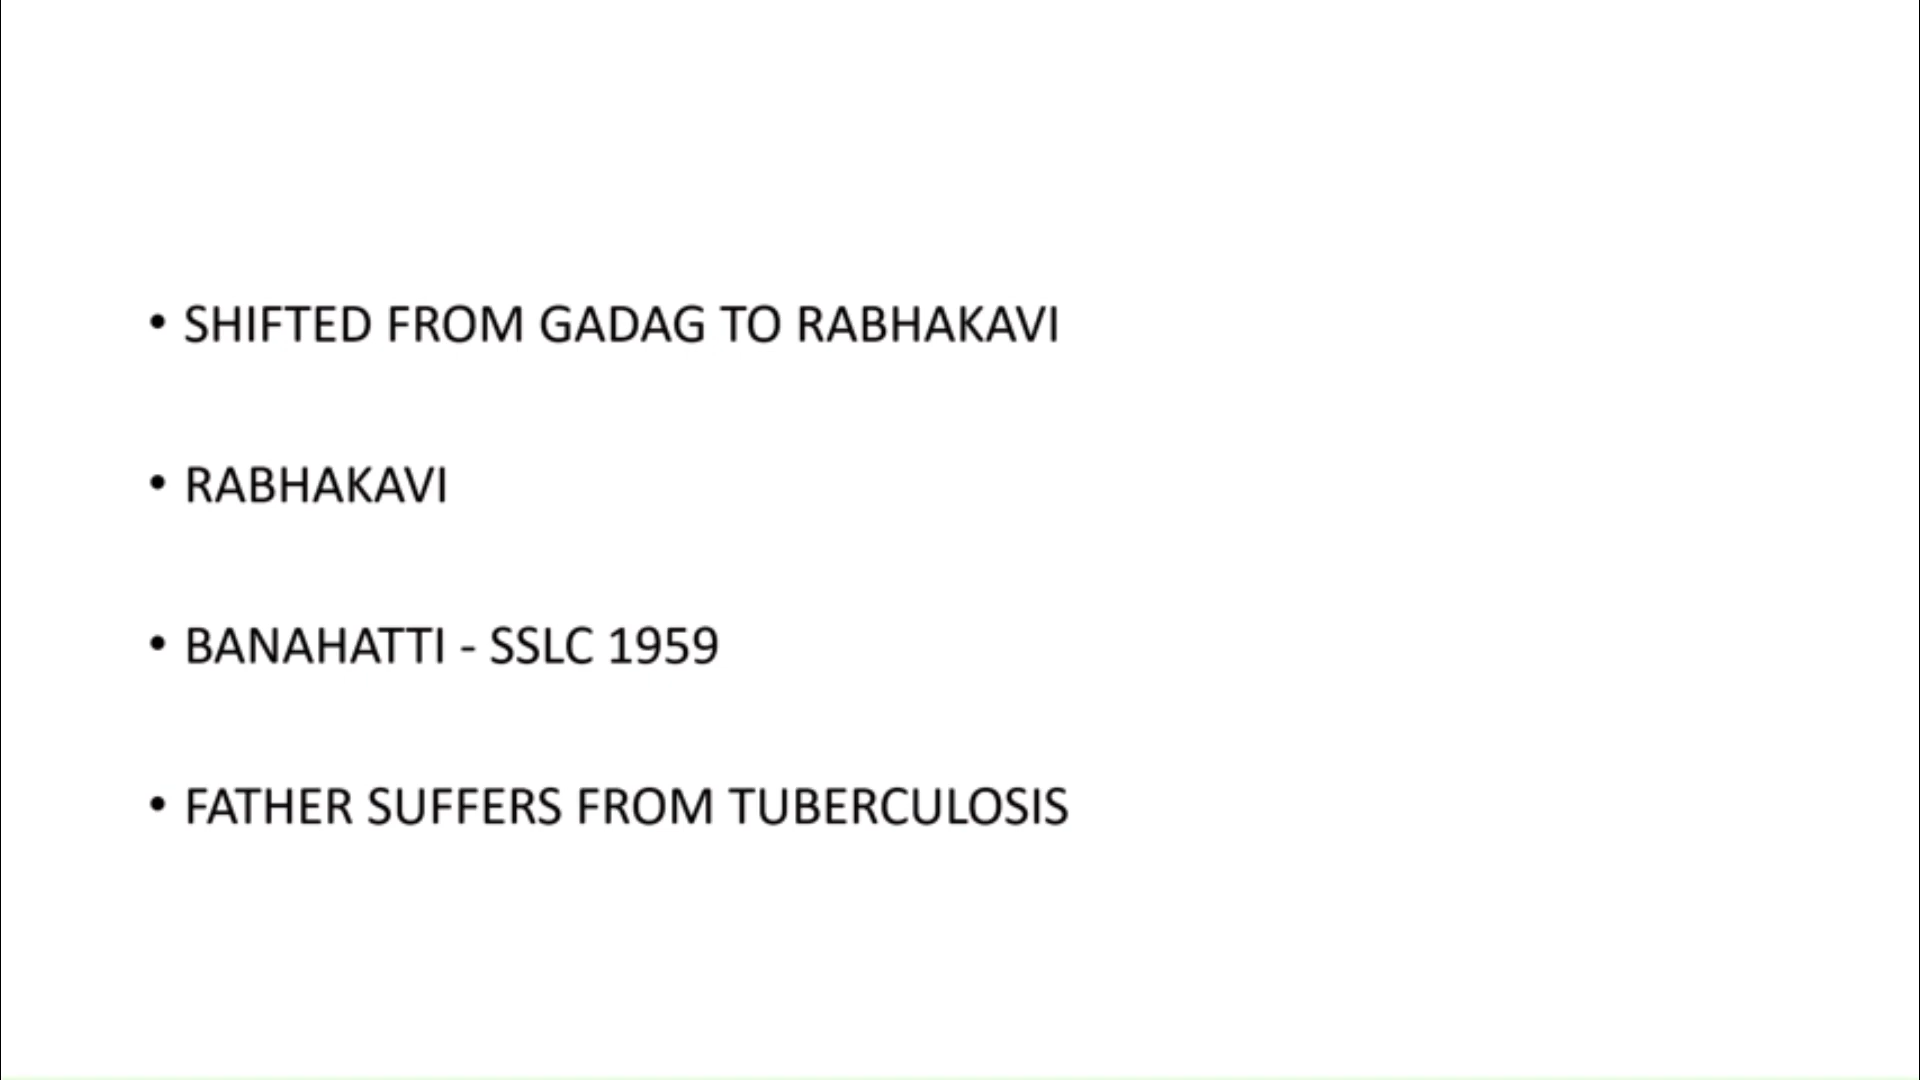 • SHIFTED FROM GADAG TO RABHAKAVI
• RABHAKAVI
• BANAHATTI - SSLC 1959
• FATHER SUFFERS FROM TUBERCULOSIS